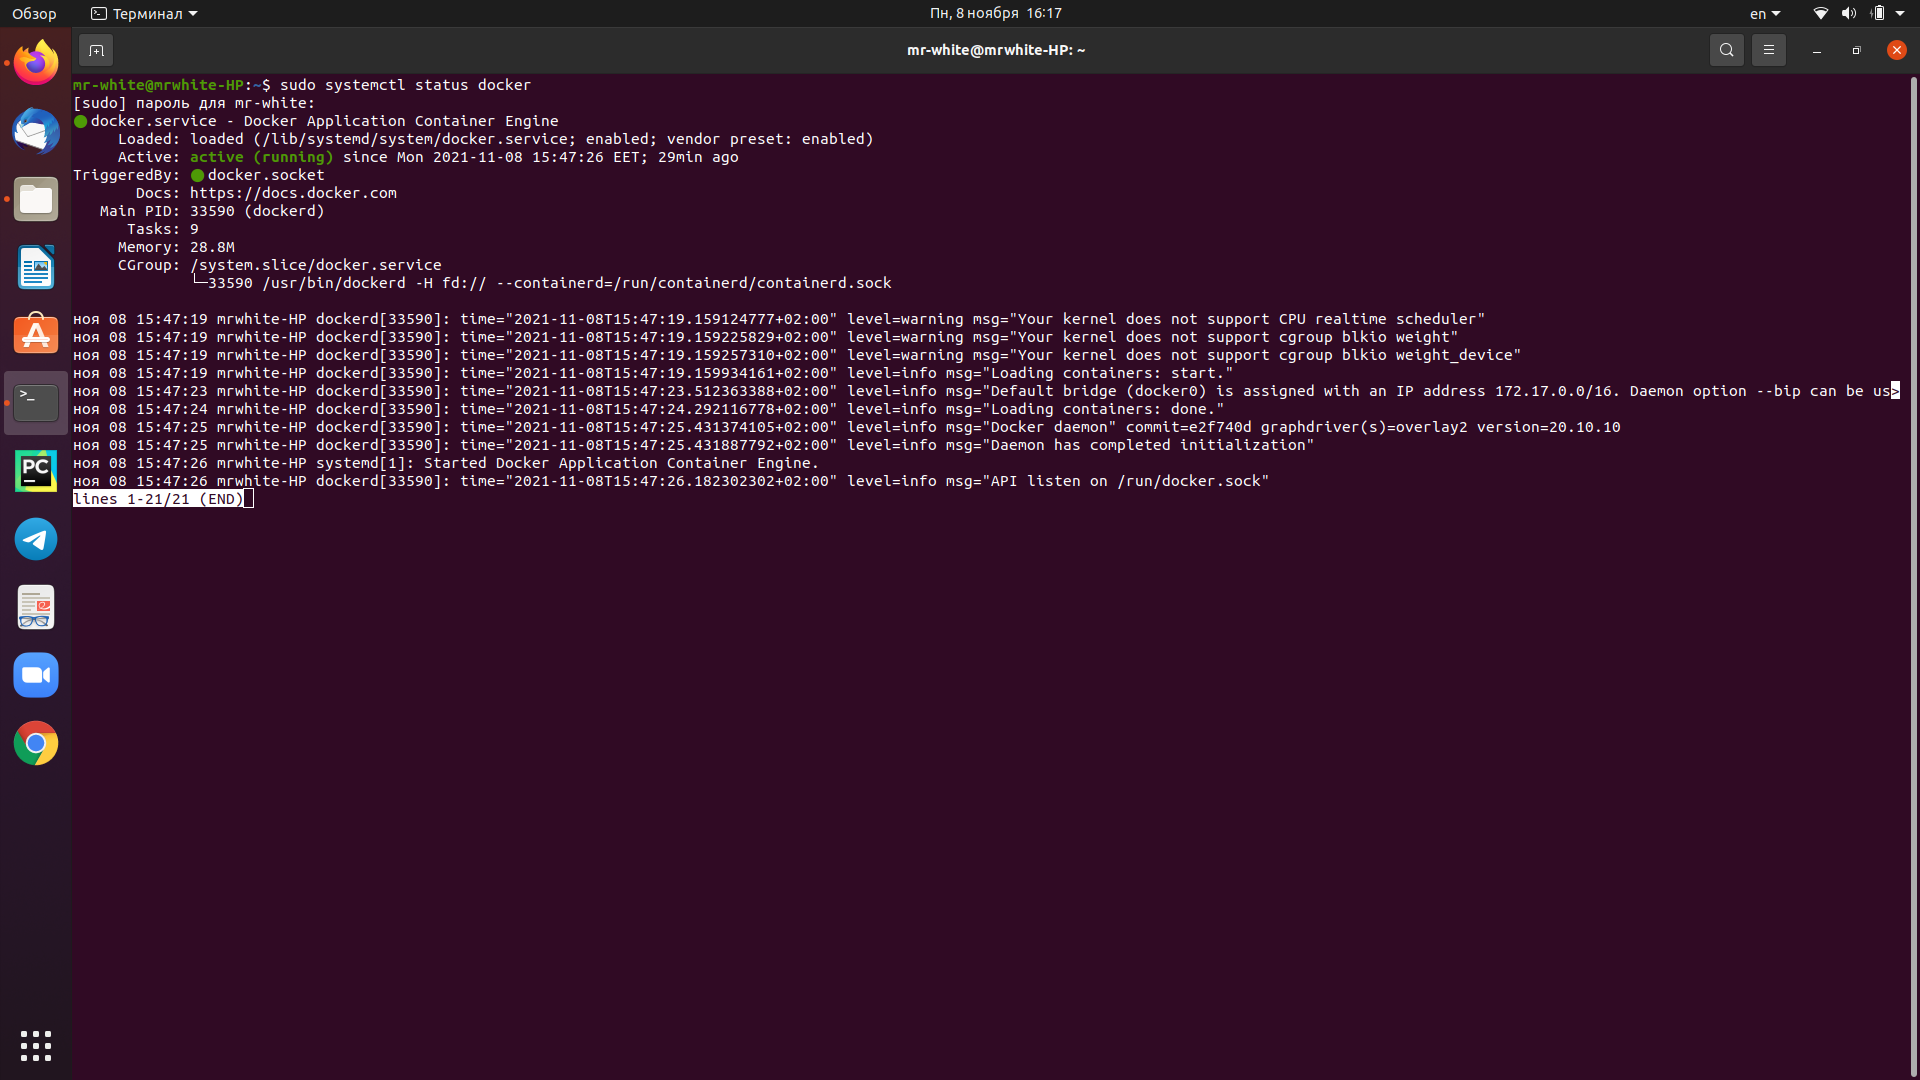 Обзор
Терминал
Пн, 8 ноября 16:17
en
mr-white@mrwhite-HP: ~
mr-white@mrwhite-HP:~$ sudo systemctl status docker
[sudo] пароль для mr-white:
docker.service - Docker Application Container Engine
Loaded: loaded (/lib/systemd/system/docker.service; enabled; vendor preset: enabled)
Active: active (running) since Mon 2021-11-08 15:47:26 EET; 29min ago
TriggeredBy: docker.socket
Docs: https://docs.docker.com
Main PID: 33590 (dockerd)
Tasks: 9
Memory: 28.8M
CGroup: /system.slice/docker.service
└─33590 /usr/bin/dockerd -H fd:// --containerd=/run/containerd/containerd.sock
ноя 08 15:47:19 mrwhite-HP dockerd[33590]: time="2021-11-08T15:47:19.159124777+02:00" level=warning msg="Your kernel does not support CPU realtime scheduler"
ноя 08 15:47:19 mrwhite-HP dockerd[33590]: time="2021-11-08T15:47:19.159225829+02:00" level=warning msg="Your kernel does not support cgroup blkio weight"
ноя 08 15:47:19 mrwhite-HP dockerd[33590]: time="2021-11-08T15:47:19.159257310+02:00" level=warning msg="Your kernel does not support cgroup blkio weight_device"
ноя 08 15:47:19 mrwhite-HP dockerd[33590]: time="2021-11-08T15:47:19.159934161+02:00" level=info msg="Loading containers: start."
ноя 08 15:47:23 mrwhite-HP dockerd[33590]: time="2021-11-08T15:47:23.512363388+02:00" level=info msg="Default bridge (docker0) is assigned with an IP address 172.17.0.0/16. Daemon option --bip can be us>
ноя 08 15:47:24 mrwhite-HP dockerd[33590]: time="2021-11-08T15:47:24.292116778+02:00" level=info msg="Loading containers: done."
ноя 08 15:47:25 mrwhite-HP dockerd[33590]: time="2021-11-08T15:47:25.431374105+02:00" level=info msg="Docker daemon" commit=e2f740d graphdriver(s)=overlay2 version=20.10.10
ноя 08 15:47:25 mrwhite-HP dockerd[33590]: time="2021-11-08T15:47:25.431887792+02:00" level=info msg="Daemon has completed initialization"
ноя 08 15:47:26 mrwhite-HP systemd[1]: Started Docker Application Container Engine.
ноя 08 15:47:26 mrwhite-HP dockerd[33590]: time="2021-11-08T15:47:26.182302302+02:00" level=info msg="API listen on /run/docker.sock"
lines 1-21/21 (END)
>_
PC